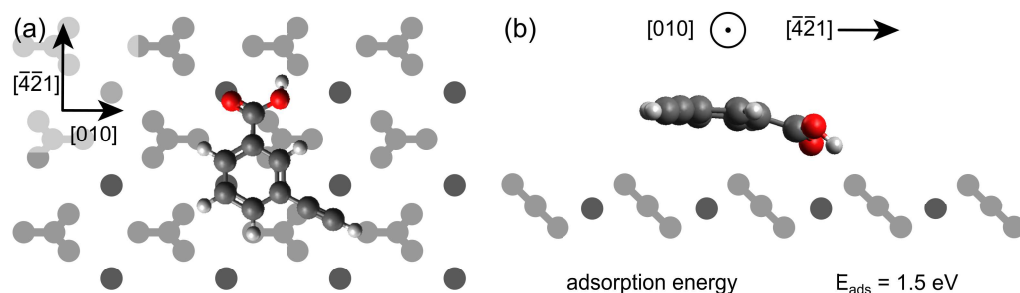 (a)
[4̅2̅1]
[010]
(b)
[010]
[4̅2̅1]
adsorption energy
E_ads = 1.5 eV